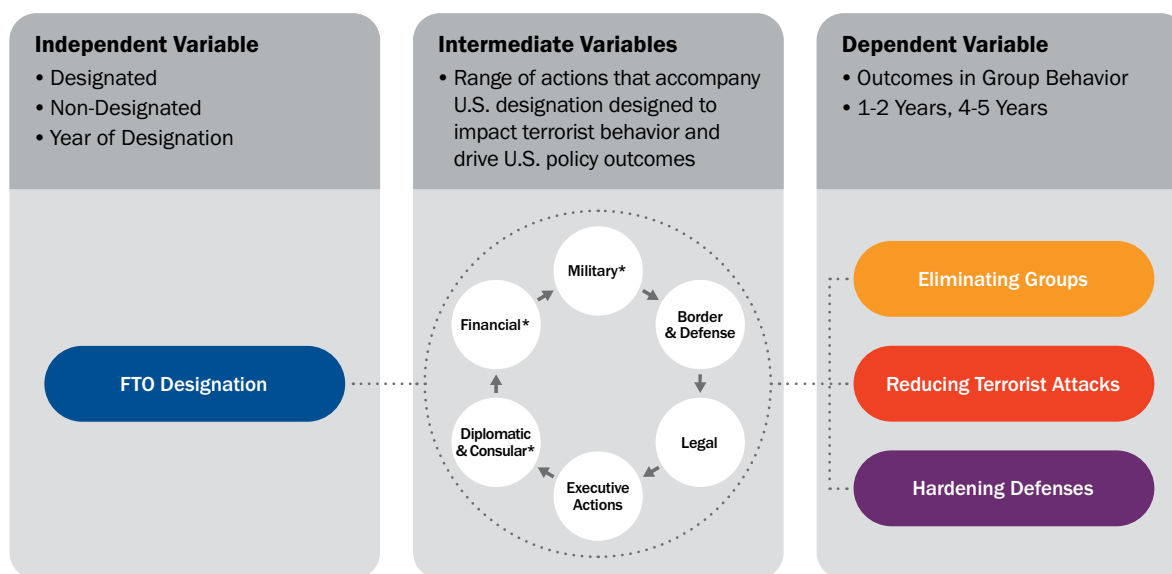 Independent Variable
• Designated
• Non-Designated
• Year of Designation
FTO Designation
Intermediate Variables
• Range of actions that accompany
U.S. designation designed to
impact terrorist behavior and
drive U.S. policy outcomes
Military*
Border
& Defense
Legal
Executive
Actions
Diplomatic
& Consular*
Financial*
Dependent Variable
• Outcomes in Group Behavior
• 1-2 Years, 4-5 Years
Eliminating Groups
Reducing Terrorist Attacks
Hardening Defenses